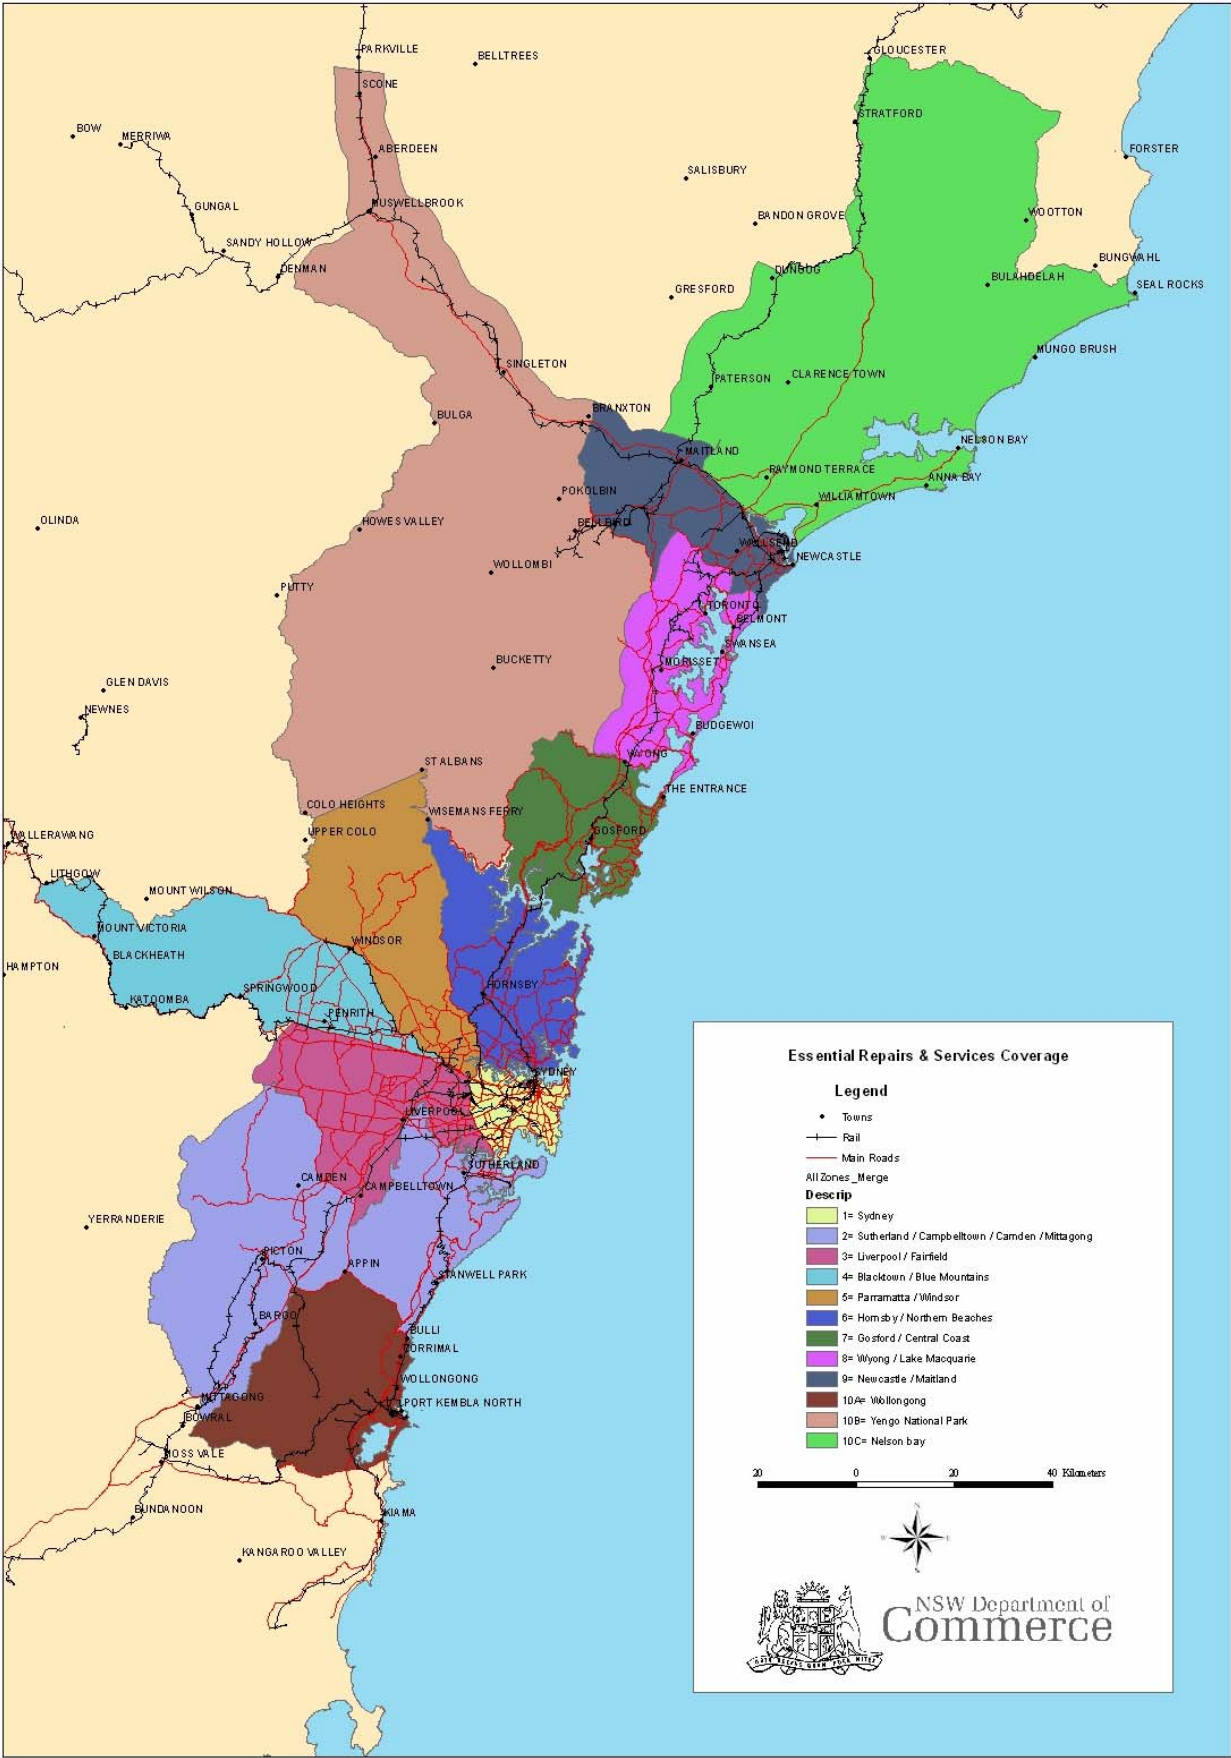 PARKVILLE
BELLTREES
GLOUCESTER
SCONE
STRATFORD
BOW
MERRIWA
ABERDEEN
FORSTER
SALISBURY
GUNGAL
MUSWELLBROOK
BANDON GROVE
WOOTTON
SANDY HOLLOW
DENMAN
DUNGOG
BUNGWAHL
GRESFORD
BULAHDELAH
SEAL ROCKS
MUNGO BRUSH
SINGLETON
PATERSON
CLARENCE TOWN
BULGA
BRANXTON
NELSON BAY
MAITLAND
RAYMOND TERRACE
ANNA BAY
POKOLBIN
WILLIAMTOWN
OLINDA
HOWES VALLEY
BELLBIRD
WALLSEND
NEWCASTLE
WOLLOMBI
PUTTY
TORONTO
BELMONT
SWANSEA
BUCKETTY
MORISSET
GLEN DAVIS
NEWNES
BUDGEWOI
ST ALBANS
WYONG
THE ENTRANCE
COLO HEIGHTS
WISEMANS FERRY
UPPER COLO
GOSFORD
WALLERAWANG
LITHGOW
MOUNT WILSON
MOUNT VICTORIA
WINDSOR
BLACKHEATH
HAMPTON
SPRINGWOOD
HORNSBY
KATOOMBA
PENRITH
SYDNEY
LIVERPOOL
SUTHERLAND
CAMDEN
CAMPBELLTOWN
YERRANDERIE
PICTON
APPIN
STANWELL PARK
BARGO
BULLI
CORRIMAL
WOLLONGONG
MITTAGONG
PORT KEMBLA NORTH
BOWRAL
MOSS VALE
BUNDANOON
KIAMA
KANGAROO VALLEY
Essential Repairs & Services Coverage
Legend
Towns
Rail
Main Roads
AllZones_Merge
Descrip
1= Sydney
2= Sutherland / Campbelltown / Camden / Mittagong
3= Liverpool / Fairfield
4= Blacktown / Blue Mountains
5= Parramatta / Windsor
6= Hornsby / Northern Beaches
7= Gosford / Central Coast
8= Wyong / Lake Macquarie
9= Newcastle / Maitland
10A= Wollongong
10B= Yengo National Park
10C= Nelson bay
20 0 20 40 Kilometers
NSW Department of
Commerce